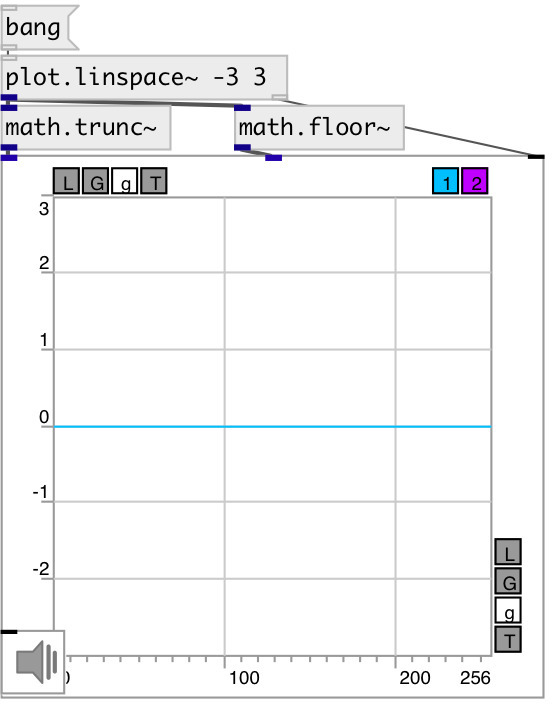 bang
plot.linspace~ -3 3
math.trunc~ math.floor~
L G g T 1 2
3
2
1
0
-1
-2
L
G
g
T
100 200 256